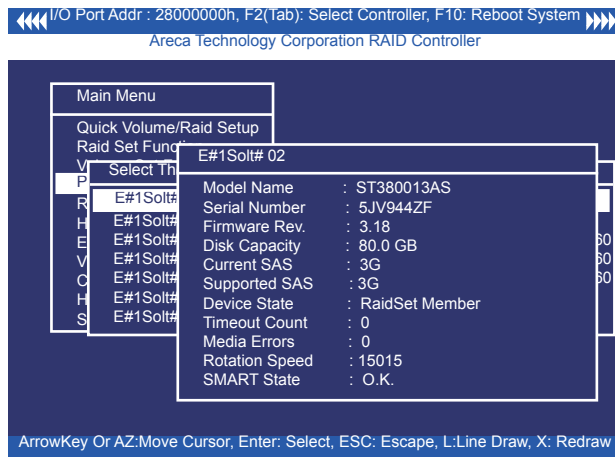 I/O Port Addr : 28000000h, F2(Tab): Select Controller, F10: Reboot System
Areca Technology Corporation RAID Controller
Main Menu
Quick Volume/Raid Setup
Raid Set
E#1Solt# 02
Select
Model Name : ST380013AS
E#1Solt#
Serial Number : 5JV944ZF
E#1Solt#
Firmware Rev. : 3.18
E#1Solt#
Disk Capacity : 80.0 GB
E#1Solt#
Current SAS : 3G
E#1Solt#
Supported SAS : 3G
E#1Solt#
Device State : RaidSet Member
Timeout Count : 0
Media Errors : 0
Rotation Speed : 15015
SMART State : O.K.
ArrowKey Or AZ:Move Cursor, Enter: Select, ESC: Escape, L:Line Draw, X: Redraw